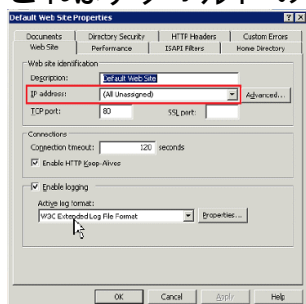 Default Web Site Properties
Documents Directory Security HTTP Headers Custom Errors
Web Site Performance ISAPI Filters Home Directory
Web site identification
Description: Default Web Site
IP address: (All Unassigned) Advanced...
TCP port: 80 SSL port:
Connections
Connection timeout: 120 seconds
Enable HTTP Keep-Alives
Enable logging
Active log format:
W3C Extended Log File Format Properties...
OK Cancel Apply Help